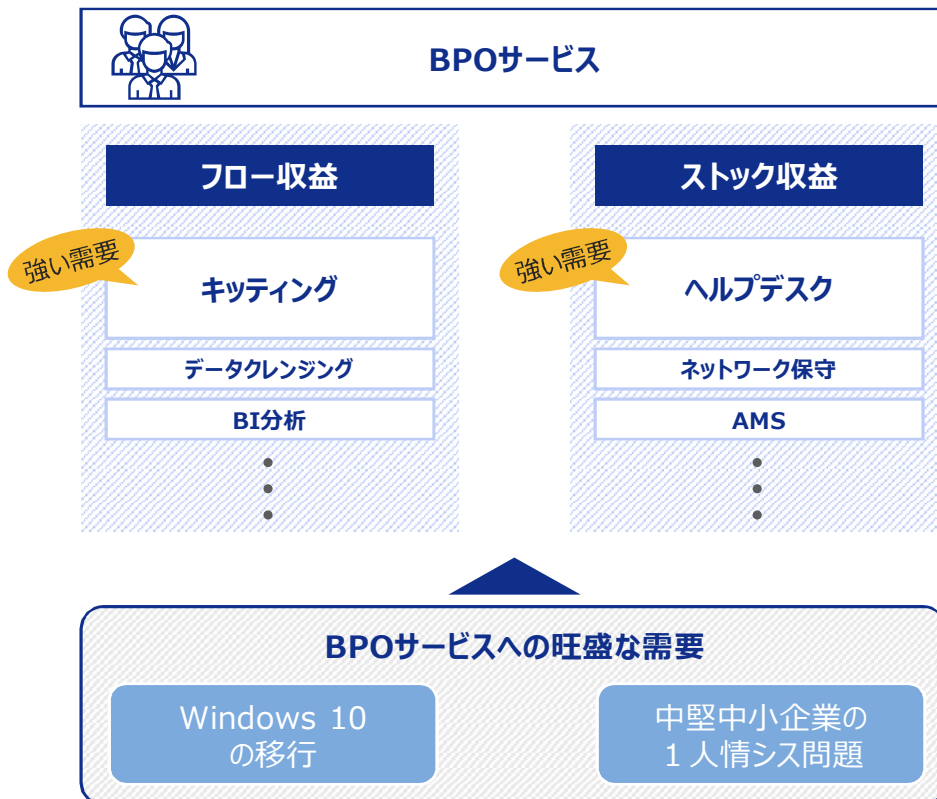 BPOサービス
フロー収益
強い需要
キッティング
データクレンジング
BI分析
ストック収益
強い需要
ヘルプデスク
ネットワーク保守
AMS
BPOサービスへの旺盛な需要
Windows 10
の移行
中堅中小企業の
１人情シス問題